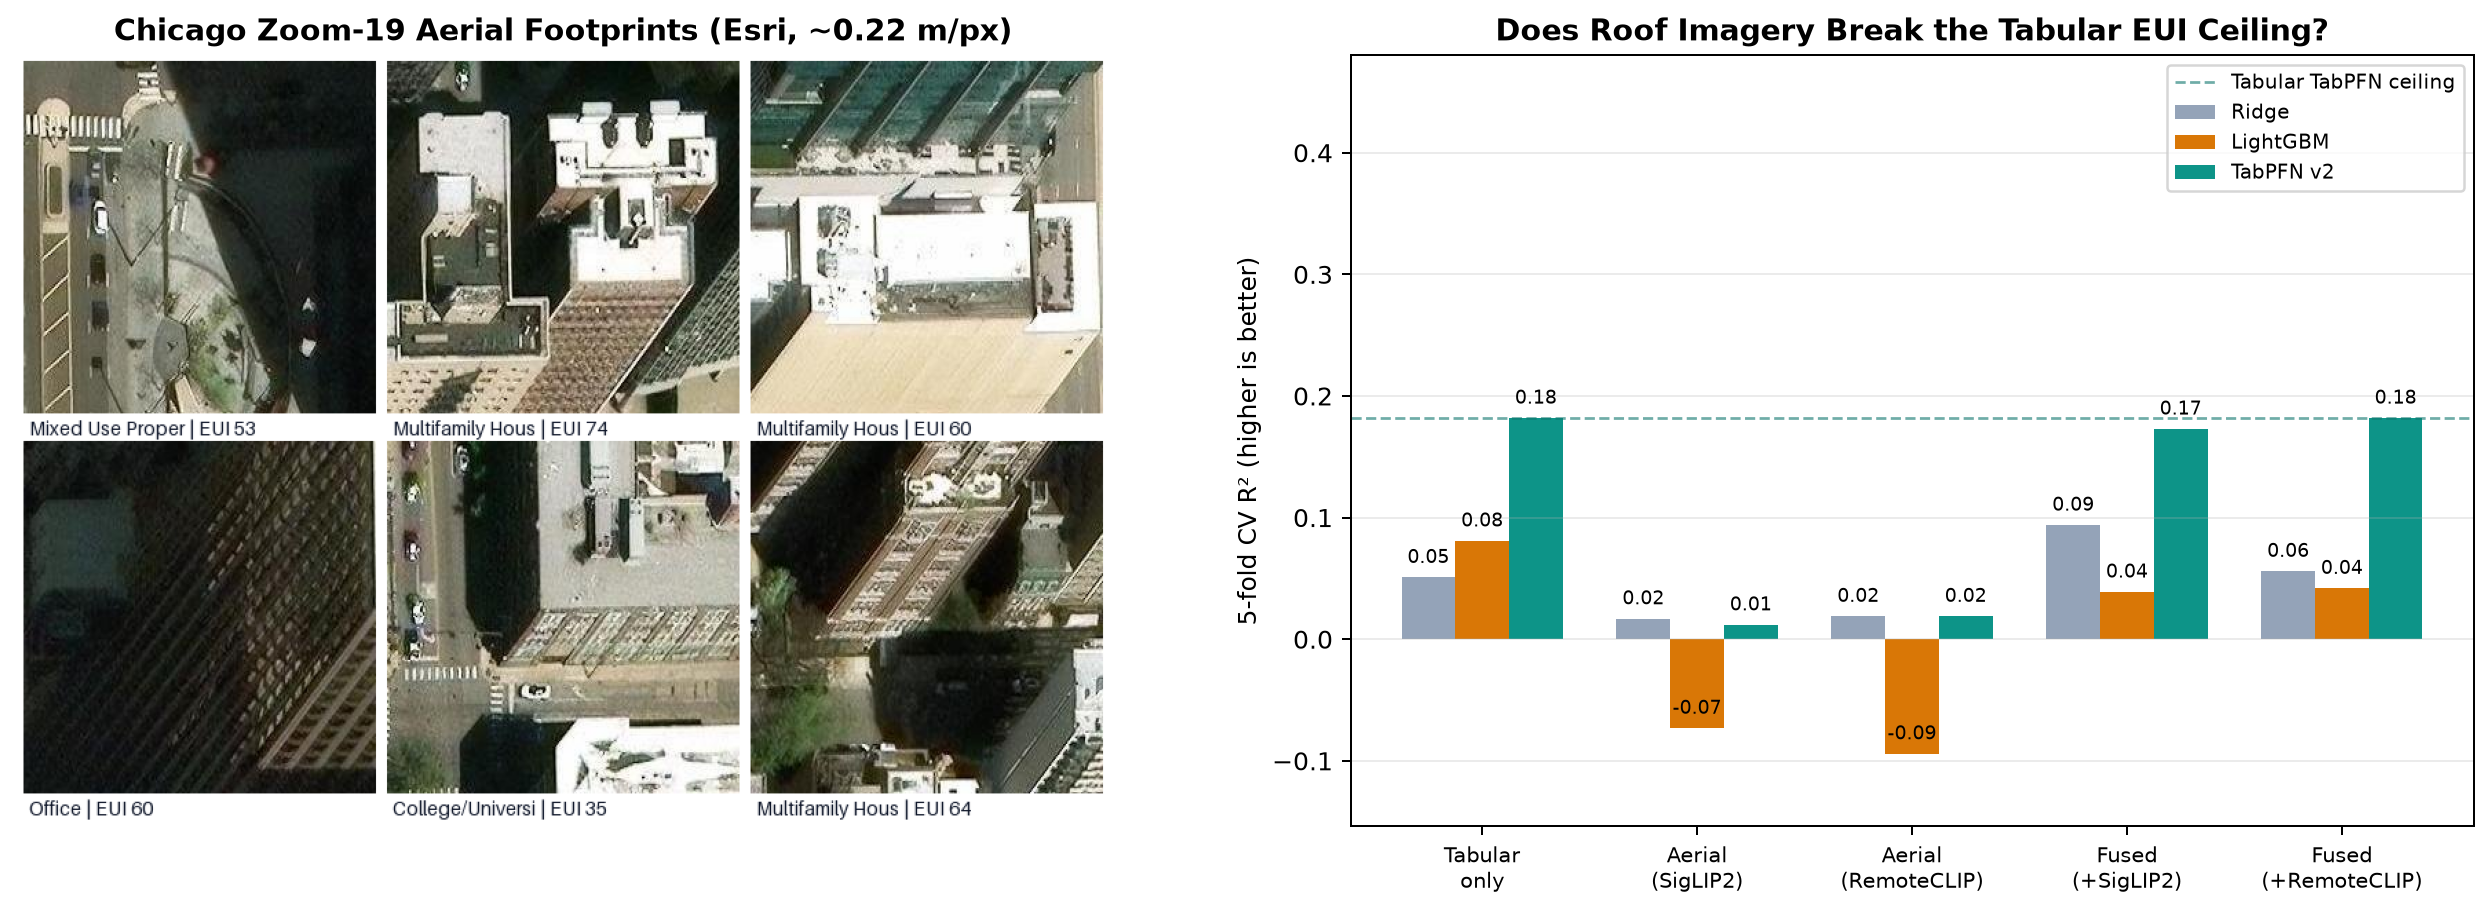 Chicago Zoom-19 Aerial Footprints (Esri, ~0.22 m/px)
Mixed Use Proper | EUI 53
Multifamily Hous | EUI 74
Multifamily Hous | EUI 60
Office | EUI 60
College/Universi | EUI 35
Multifamily Hous | EUI 64
Does Roof Imagery Break the Tabular EUI Ceiling?
Tabular TabPFN ceiling
Ridge
LightGBM
TabPFN v2
5-fold CV R² (higher is better)
0.4
0.3
0.2
0.1
0.0
−0.1
0.05
0.08
0.18
0.02
-0.07
0.01
0.02
-0.09
0.02
0.09
0.04
0.17
0.06
0.04
0.18
Tabular
only
Aerial
(SigLIP2)
Aerial
(RemoteCLIP)
Fused
(+SigLIP2)
Fused
(+RemoteCLIP)